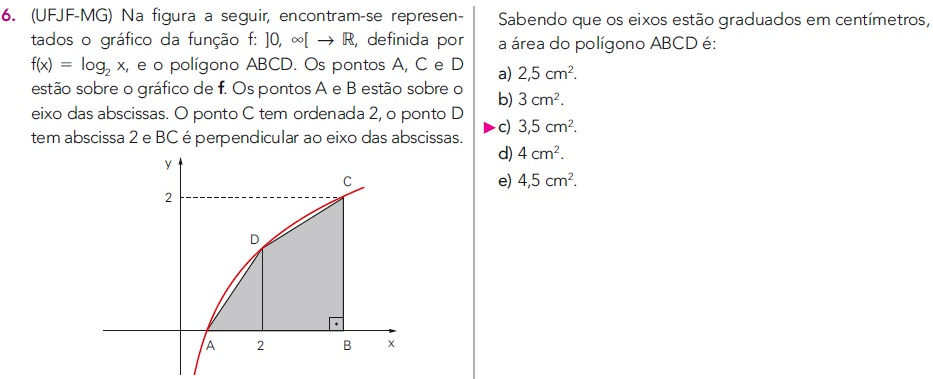 6. (UFJF-MG) Na figura a seguir, encontram-se represen-
tados o gráfico da função f: ]0, ∞[ → ℝ, definida por
f(x) = log₂ x, e o polígono ABCD. Os pontos A, C e D
estão sobre o gráfico de f. Os pontos A e B estão sobre o
eixo das abscissas. O ponto C tem ordenada 2, o ponto D
tem abscissa 2 e BC é perpendicular ao eixo das abscissas.
y
C
2
D
A
2
B
x
Sabendo que os eixos estão graduados em centímetros,
a área do polígono ABCD é:
a) 2,5 cm².
b) 3 cm².
c) 3,5 cm².
d) 4 cm².
e) 4,5 cm².